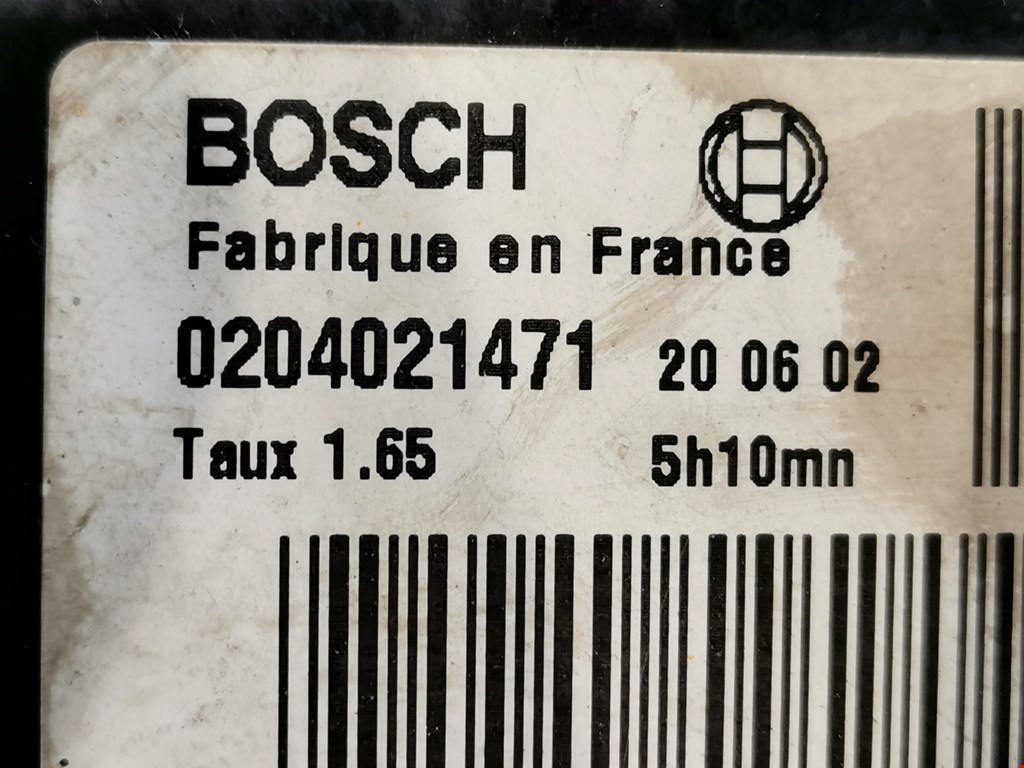 BOSCH
Fabrique en France
0204021471 20 06 02
Taux 1.65 5h10mn